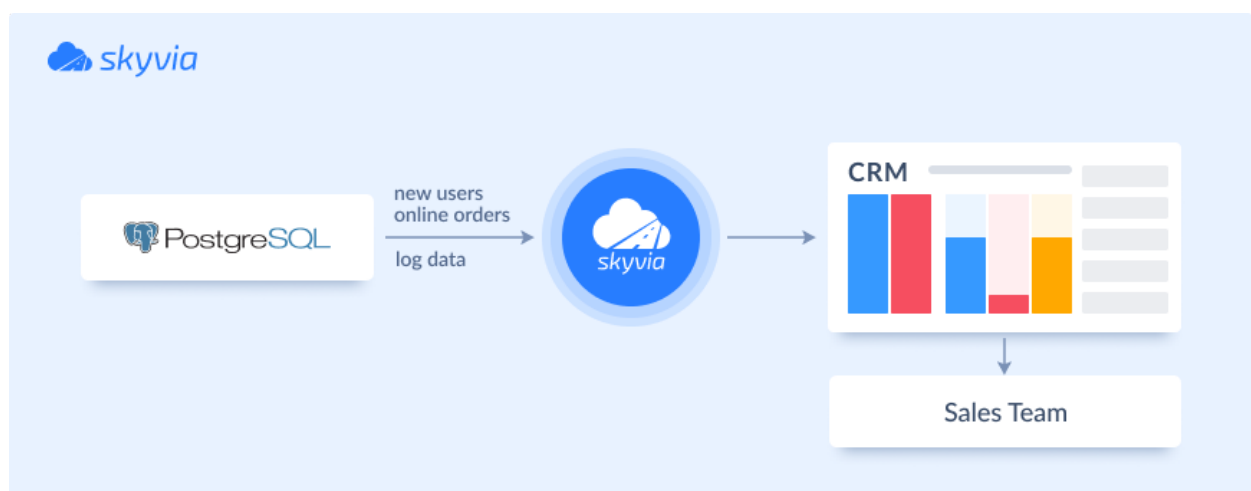 skyvia
PostgreSQL
new users
online orders
log data
skyvia
CRM
Sales Team